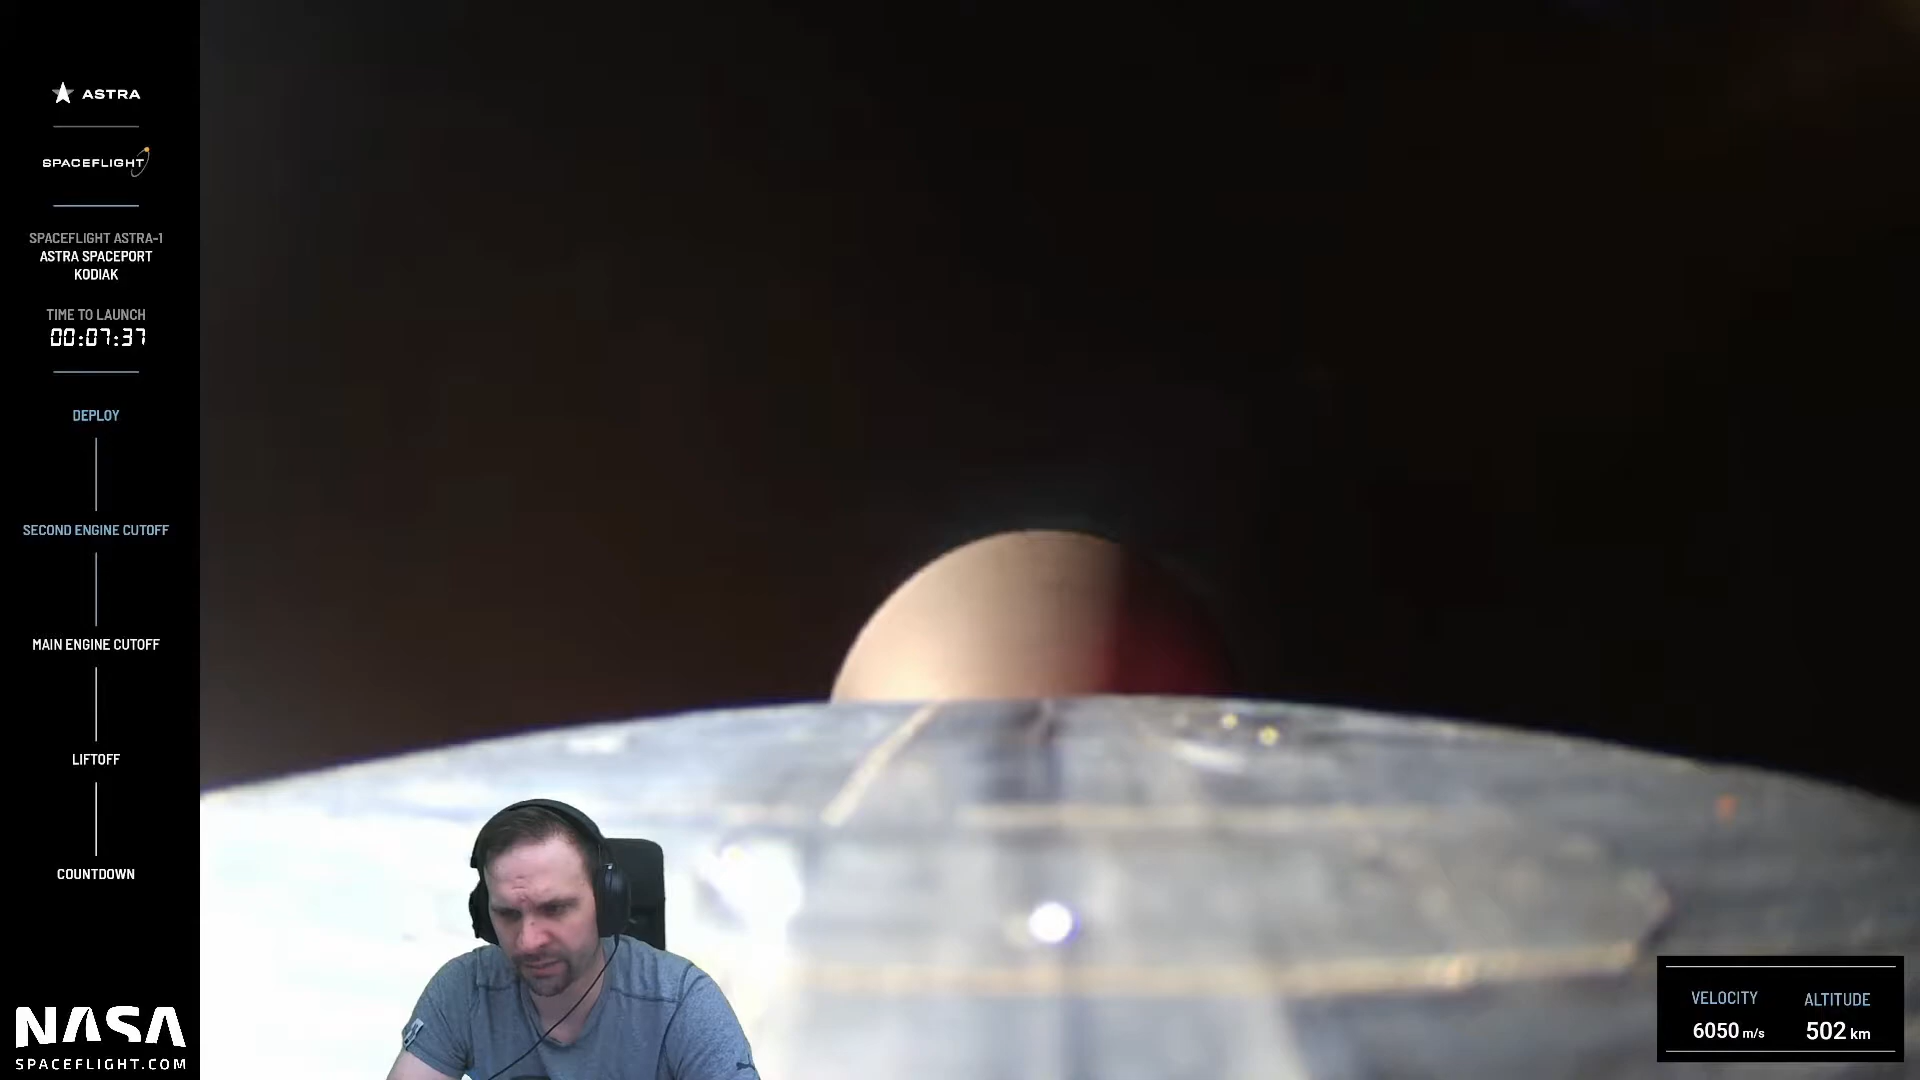 ASTRA
SPACEFLIGHT
SPACEFLIGHT ASTRA-1
ASTRA SPACEPORT
KODIAK
TIME TO LAUNCH
00:07:37
DEPLOY
SECOND ENGINE CUTOFF
MAIN ENGINE CUTOFF
LIFTOFF
COUNTDOWN
NASA
SPACEFLIGHT.COM
VELOCITY
6050 m/s
ALTITUDE
502 km